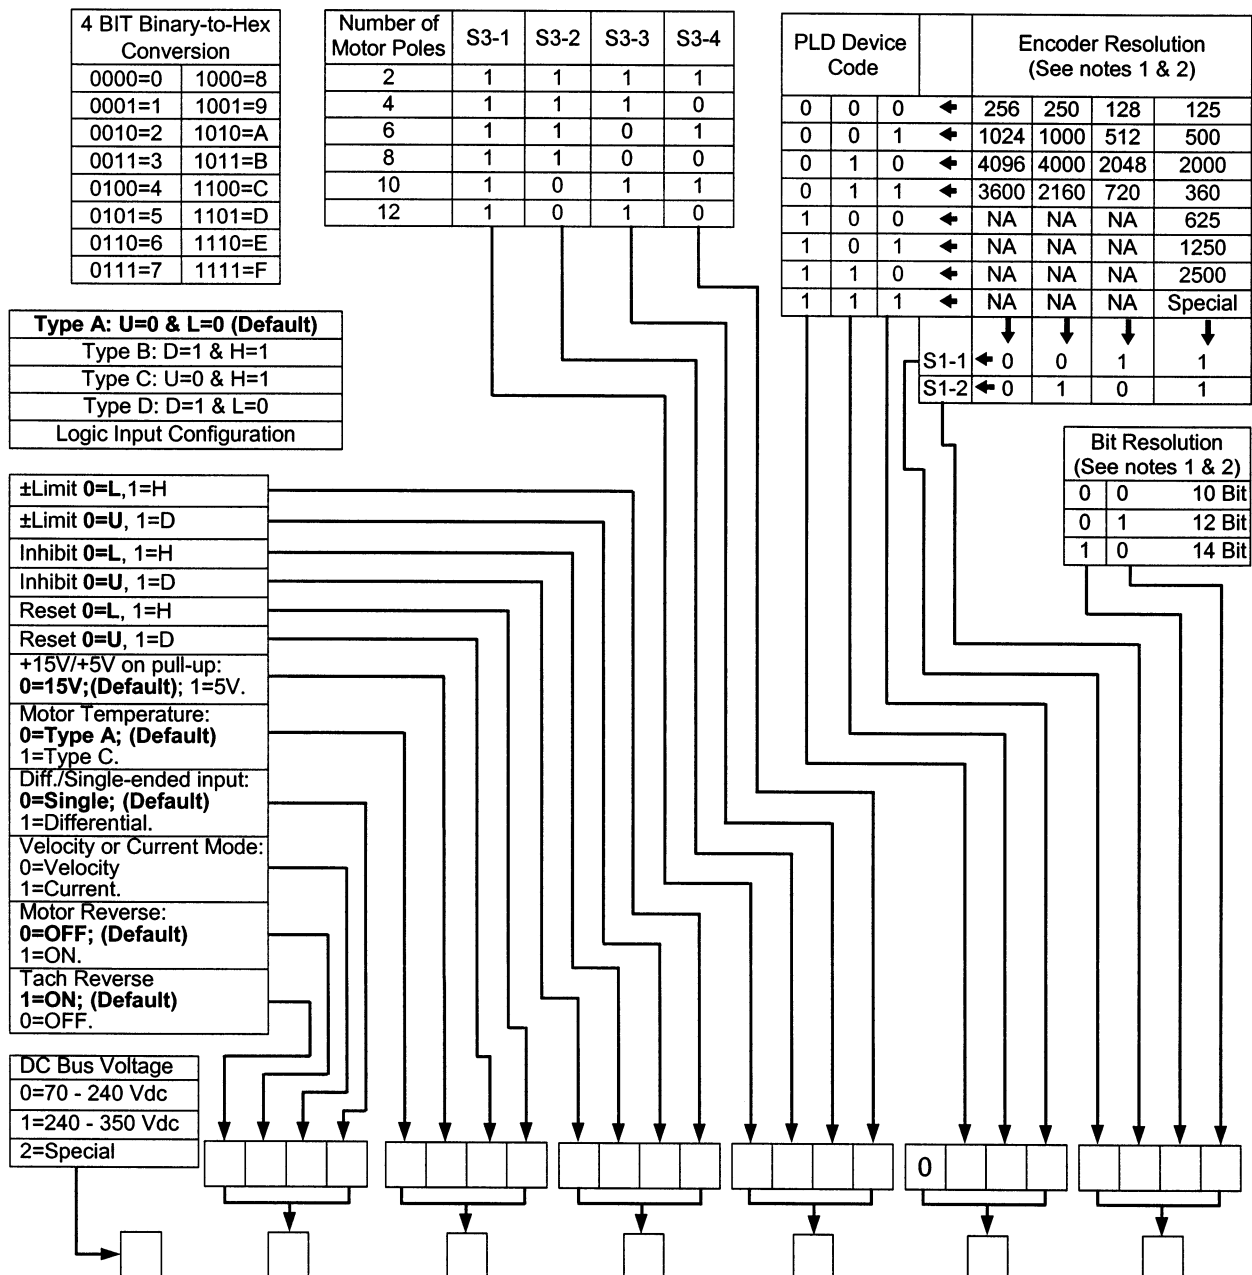 4 BIT Binary-to-Hex
Conversion
0000=0 1000=8
0001=1 1001=9
0010=2 1010=A
0011=3 1011=B
0100=4 1100=C
0101=5 1101=D
0110=6 1110=E
0111=7 1111=F
Number of
Motor Poles S3-1 S3-2 S3-3 S3-4
2 1 1 1 1
4 1 1 1 0
6 1 1 0 1
8 1 1 0 0
10 1 0 1 1
12 1 0 1 0
PLD Device
Code
Encoder Resolution
(See notes 1 & 2)
0 0 0 256 250 128 125
0 0 1 1024 1000 512 500
0 1 0 4096 4000 2048 2000
0 1 1 3600 2160 720 360
1 0 0 NA NA NA 625
1 0 1 NA NA NA 1250
1 1 0 NA NA NA 2500
1 1 1 NA NA NA Special
S1-1 0 0 1 1
S1-2 0 1 0 1
Type A: U=0 & L=0 (Default)
Type B: D=1 & H=1
Type C: U=0 & H=1
Type D: D=1 & L=0
Logic Input Configuration
Bit Resolution
(See notes 1 & 2)
0 0 10 Bit
0 1 12 Bit
1 0 14 Bit
±Limit 0=L,1=H
±Limit 0=U, 1=D
Inhibit 0=L, 1=H
Inhibit 0=U, 1=D
Reset 0=L, 1=H
Reset 0=U, 1=D
+15V/+5V on pull-up:
0=15V;(Default); 1=5V.
Motor Temperature:
0=Type A; (Default)
1=Type C.
Diff./Single-ended input:
0=Single; (Default)
1=Differential.
Velocity or Current Mode:
0=Velocity
1=Current.
Motor Reverse:
0=OFF; (Default)
1=ON.
Tach Reverse
1=ON; (Default)
0=OFF.
DC Bus Voltage
0=70 - 240 Vdc
1=240 - 350 Vdc
2=Special
0